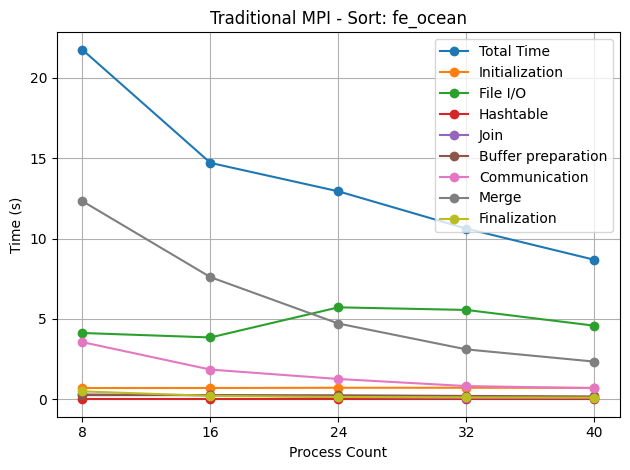 Traditional MPI - Sort: fe_ocean
Total Time
Initialization
File I/O
Hashtable
Join
Buffer preparation
Communication
Merge
Finalization
Time (s)
20
15
10
5
0
8 16 24 32 40
Process Count